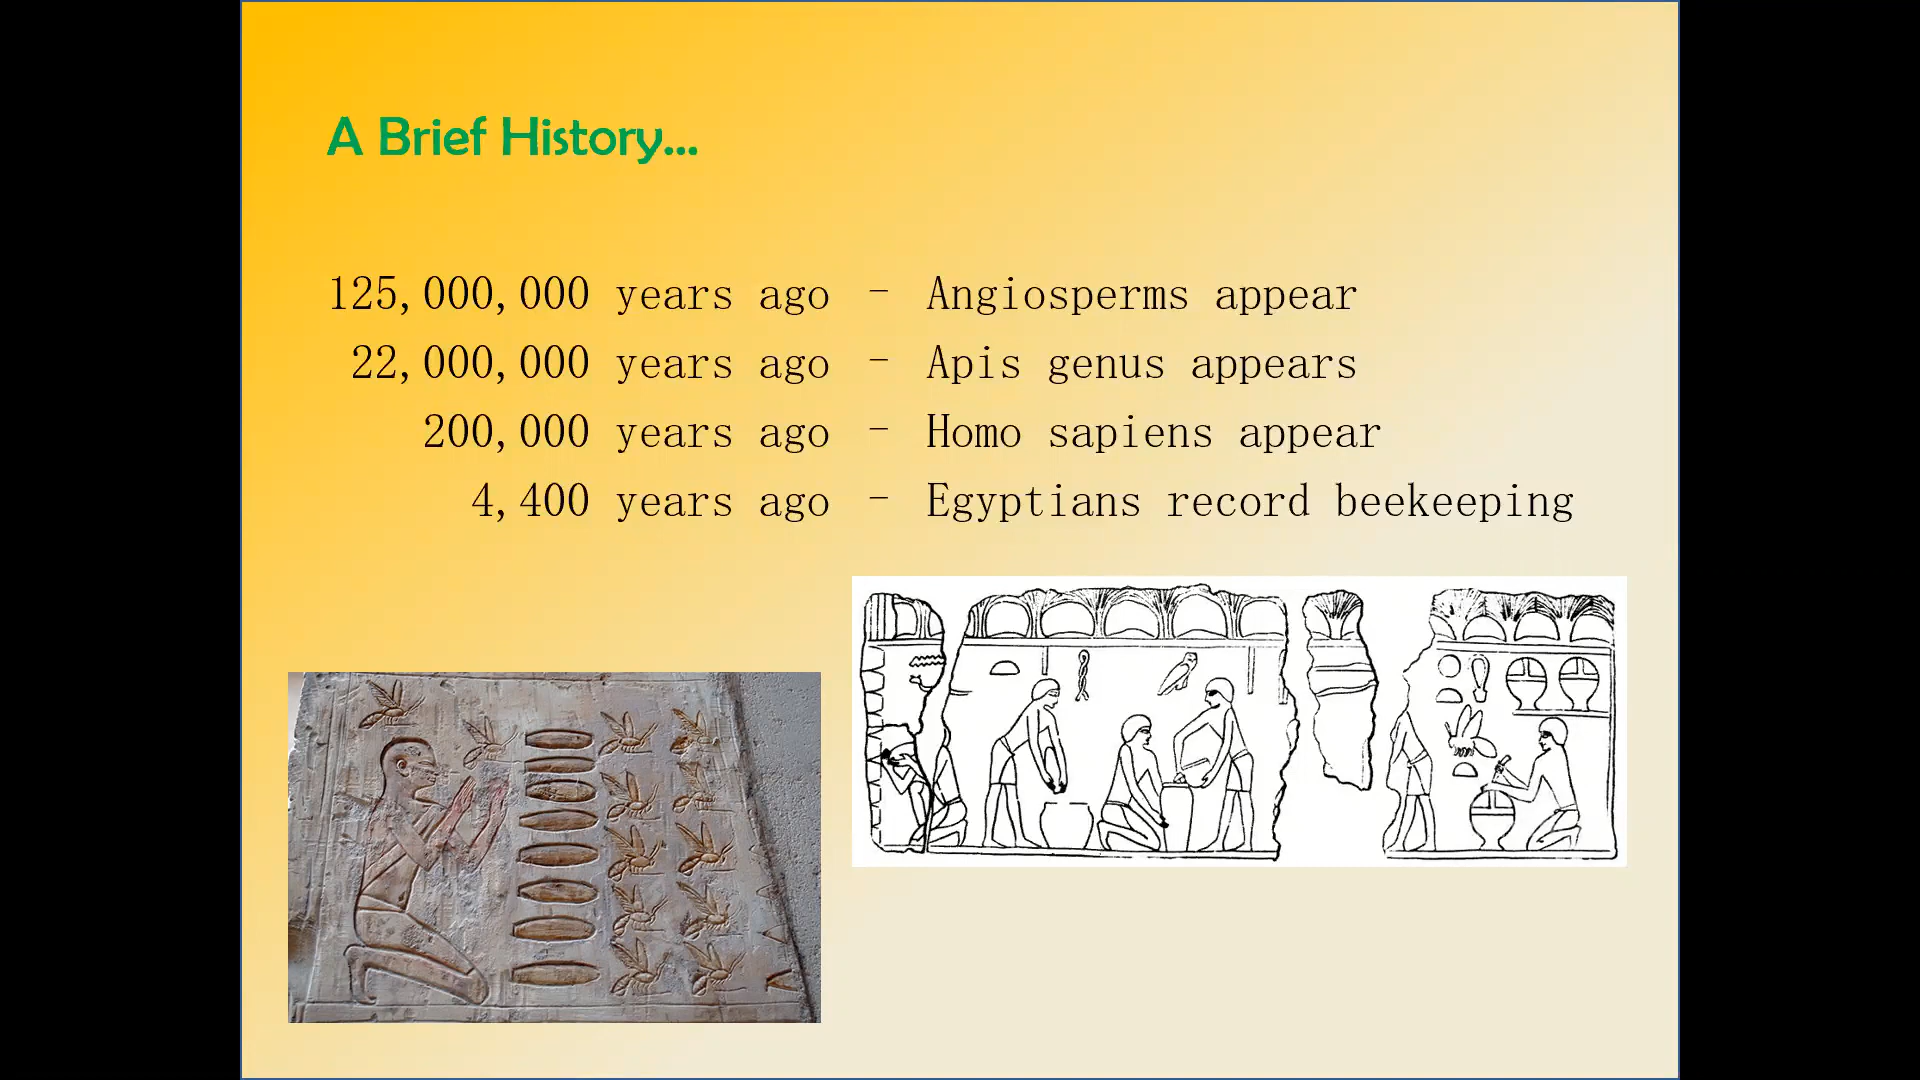 A Brief History...
125,000,000 years ago – Angiosperms appear
22,000,000 years ago – Apis genus appears
200,000 years ago – Homo sapiens appear
4,400 years ago – Egyptians record beekeeping